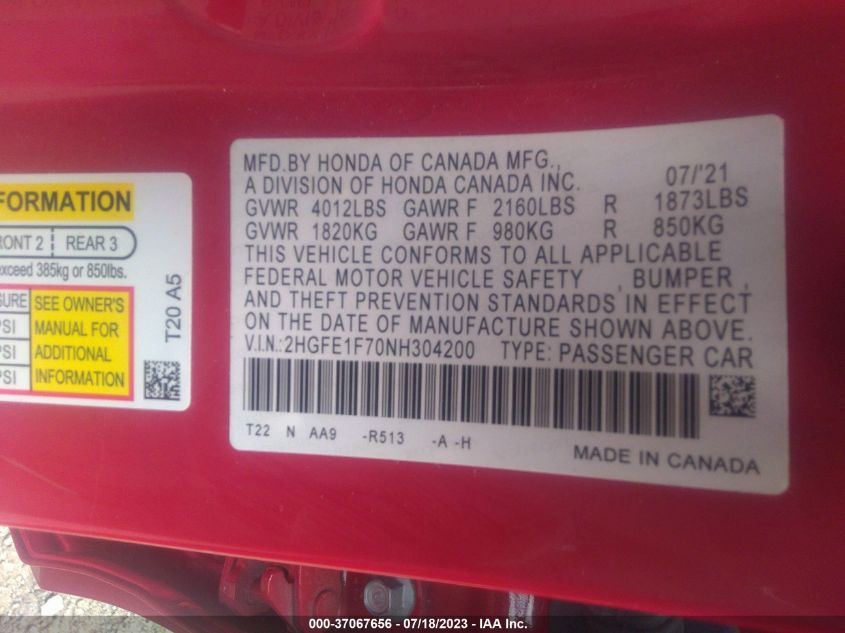 FORMATION
FRONT 2 REAR 3
exceed 385kg or 850lbs.
SEE OWNER'S
PSI MANUAL FOR
ADDITIONAL
PSI INFORMATION
T20 A5
MFD.BY HONDA OF CANADA MFG.,
A DIVISION OF HONDA CANADA INC. 07/'21
GVWR 4012LBS GAWR F 2160LBS R 1873LBS
GVWR 1820KG GAWR F 980KG R 850KG
THIS VEHICLE CONFORMS TO ALL APPLICABLE
FEDERAL MOTOR VEHICLE SAFETY , BUMPER ,
AND THEFT PREVENTION STANDARDS IN EFFECT
ON THE DATE OF MANUFACTURE SHOWN ABOVE.
V.I.N.:2HGFE1F70NH304200 TYPE: PASSENGER CAR
T22 N AA9 -R513 -A -H
MADE IN CANADA
000-37067656 - 07/18/2023 - IAA Inc.